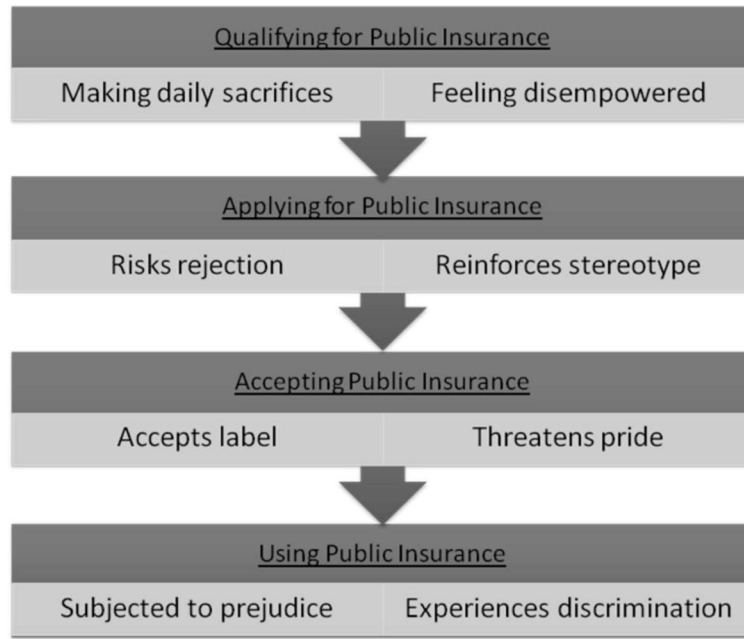 Qualifying for Public Insurance
Making daily sacrifices
Feeling disempowered
Applying for Public Insurance
Risks rejection
Reinforces stereotype
Accepting Public Insurance
Accepts label
Threatens pride
Using Public Insurance
Subjected to prejudice
Experiences discrimination